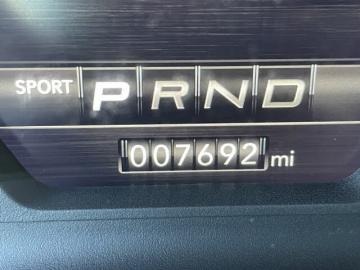 SPORT P R N D
007692 mi